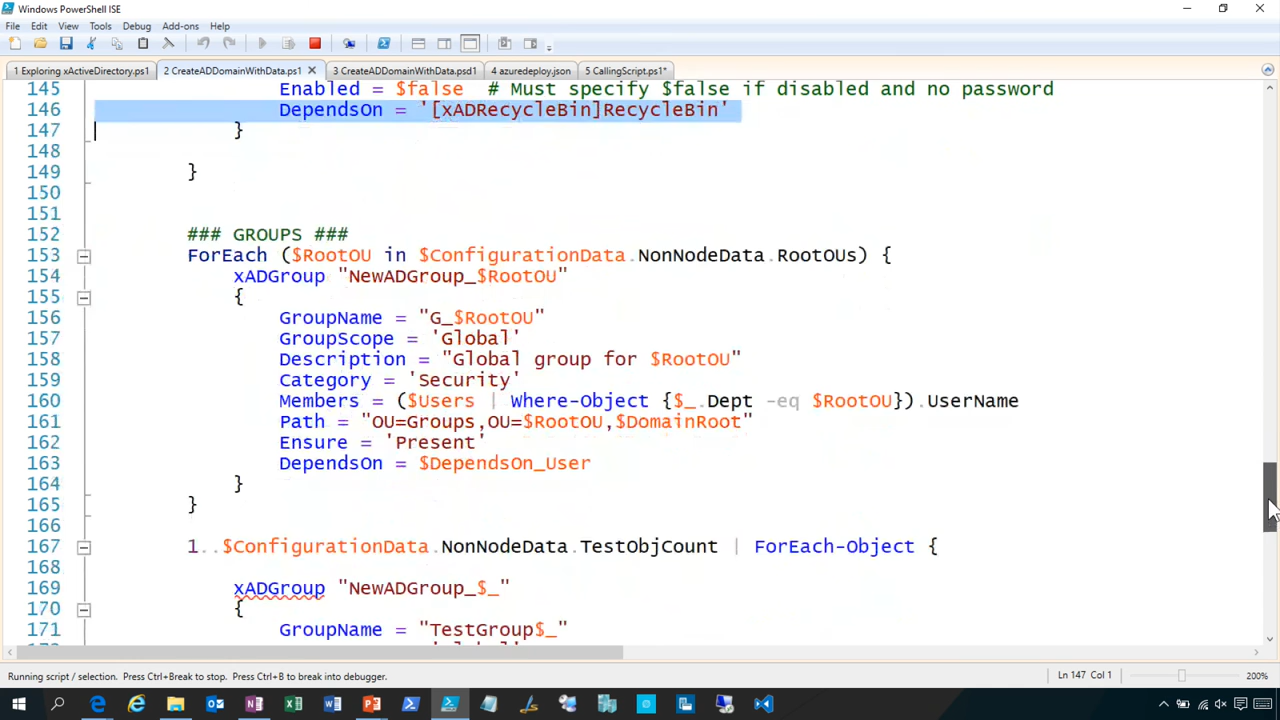 Windows PowerShell ISE
File Edit View Tools Debug Add-ons Help
1 Exploring xActiveDirectory.ps1 2 CreateADDomainWithData.ps1 3 CreateADDomainWithData.psd1 4 azuredeploy.json 5 CallingScript.ps1*
145 Enabled = $false # Must specify $false if disabled and no password
146 DependsOn = '[xADRecycleBin]RecycleBin'
147 }
148
149 }
150
151
152 ### GROUPS ###
153 ForEach ($RootOU in $ConfigurationData.NonNodeData.RootOUs) {
154 xADGroup "NewADGroup_$RootOU"
155 {
156 GroupName = "G_$RootOU"
157 GroupScope = 'Global'
158 Description = "Global group for $RootOU"
159 Category = 'Security'
160 Members = ($Users | Where-Object {$_.Dept -eq $RootOU}).UserName
161 Path = "OU=Groups,OU=$RootOU,$DomainRoot"
162 Ensure = 'Present'
163 DependsOn = $DependsOn_User
164 }
165 }
166
167 1..$ConfigurationData.NonNodeData.TestObjCount | ForEach-Object {
168
169 xADGroup "NewADGroup_$_"
170 {
171 GroupName = "TestGroup$_"
Running script / selection. Press Ctrl+Break to stop. Press Ctrl+B to break into debugger. Ln 147 Col 1 200%